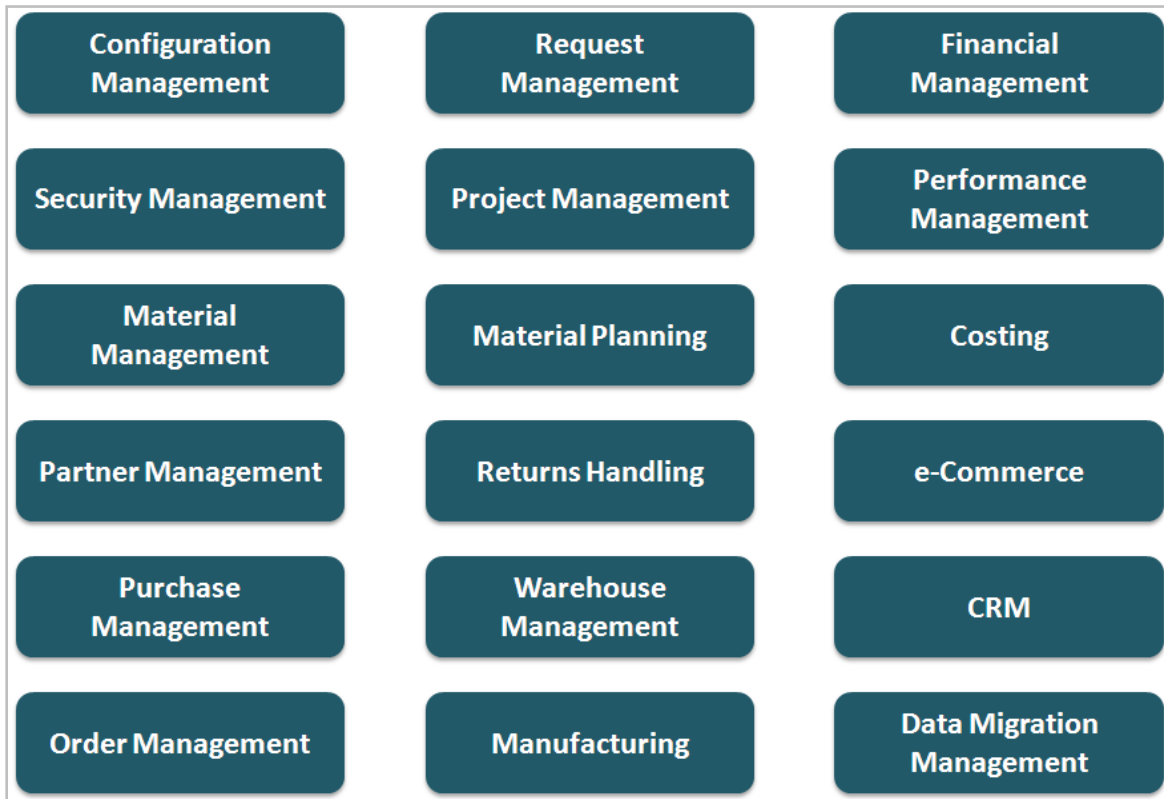 Configuration
Management
Request
Management
Financial
Management
Security Management
Project Management
Performance
Management
Material
Management
Material Planning
Costing
Partner Management
Returns Handling
e-Commerce
Purchase
Management
Warehouse
Management
CRM
Order Management
Manufacturing
Data Migration
Management